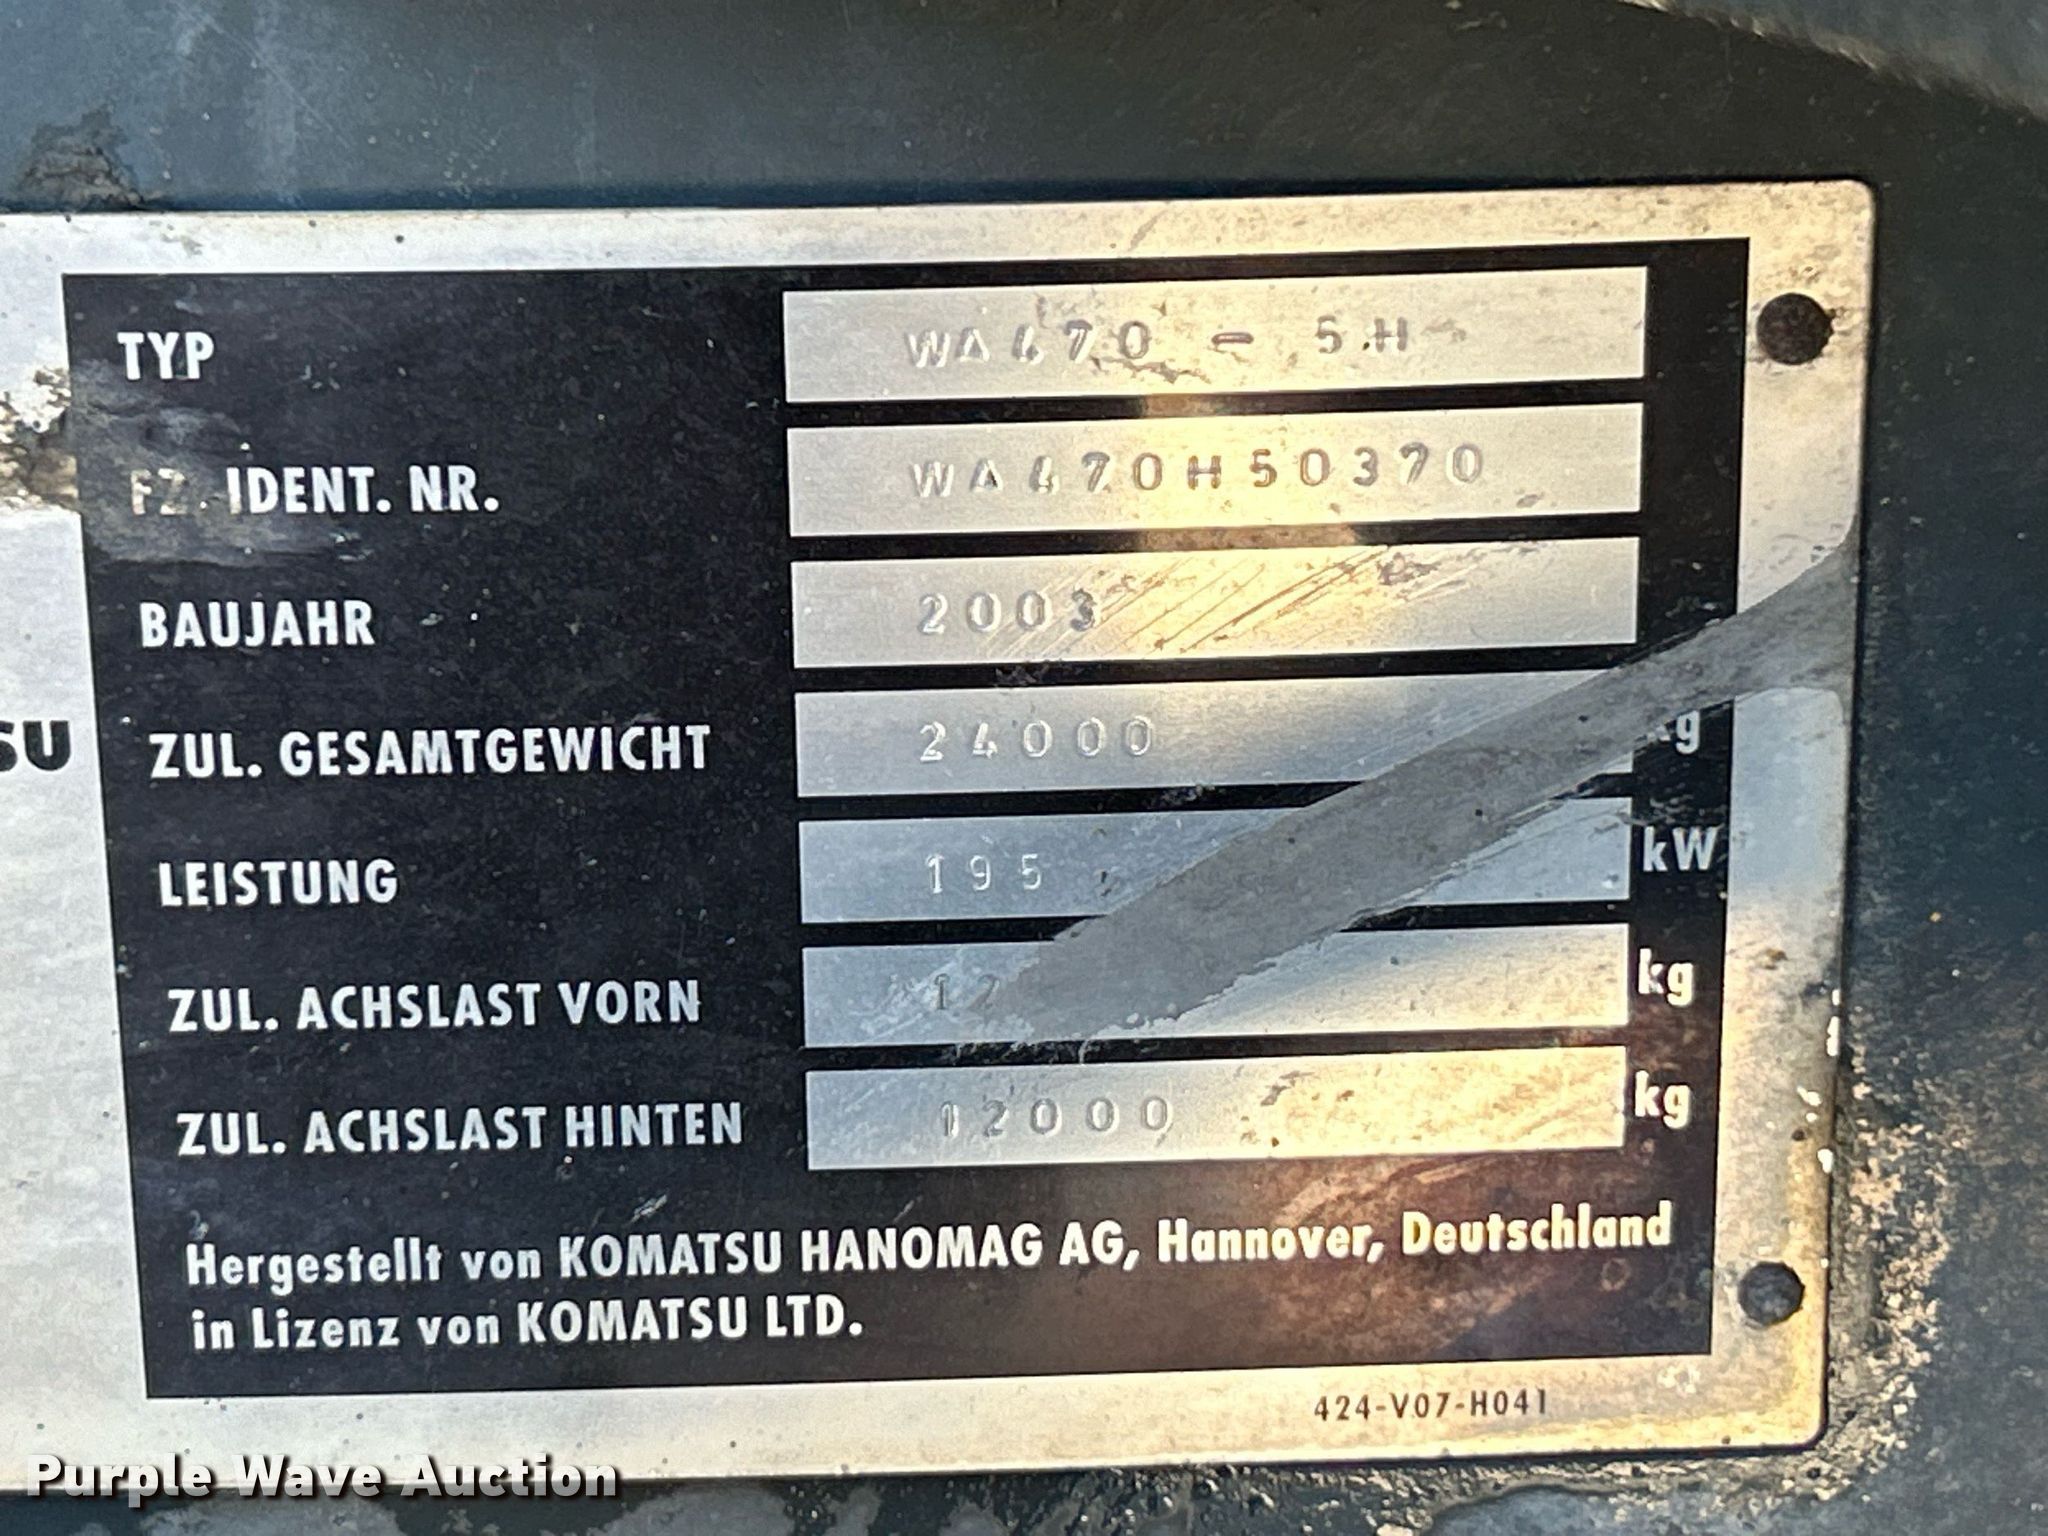 TYP WA470 - 5H
FZ. IDENT. NR. WA470H50370
BAUJAHR 2003
SU
ZUL. GESAMTGEWICHT 24000 kg
LEISTUNG 195 kW
ZUL. ACHSLAST VORN 12 kg
ZUL. ACHSLAST HINTEN 12000 kg
Hergestellt von KOMATSU HANOMAG AG, Hannover, Deutschland
in Lizenz von KOMATSU LTD.
424-V07-H041
Purple Wave Auction